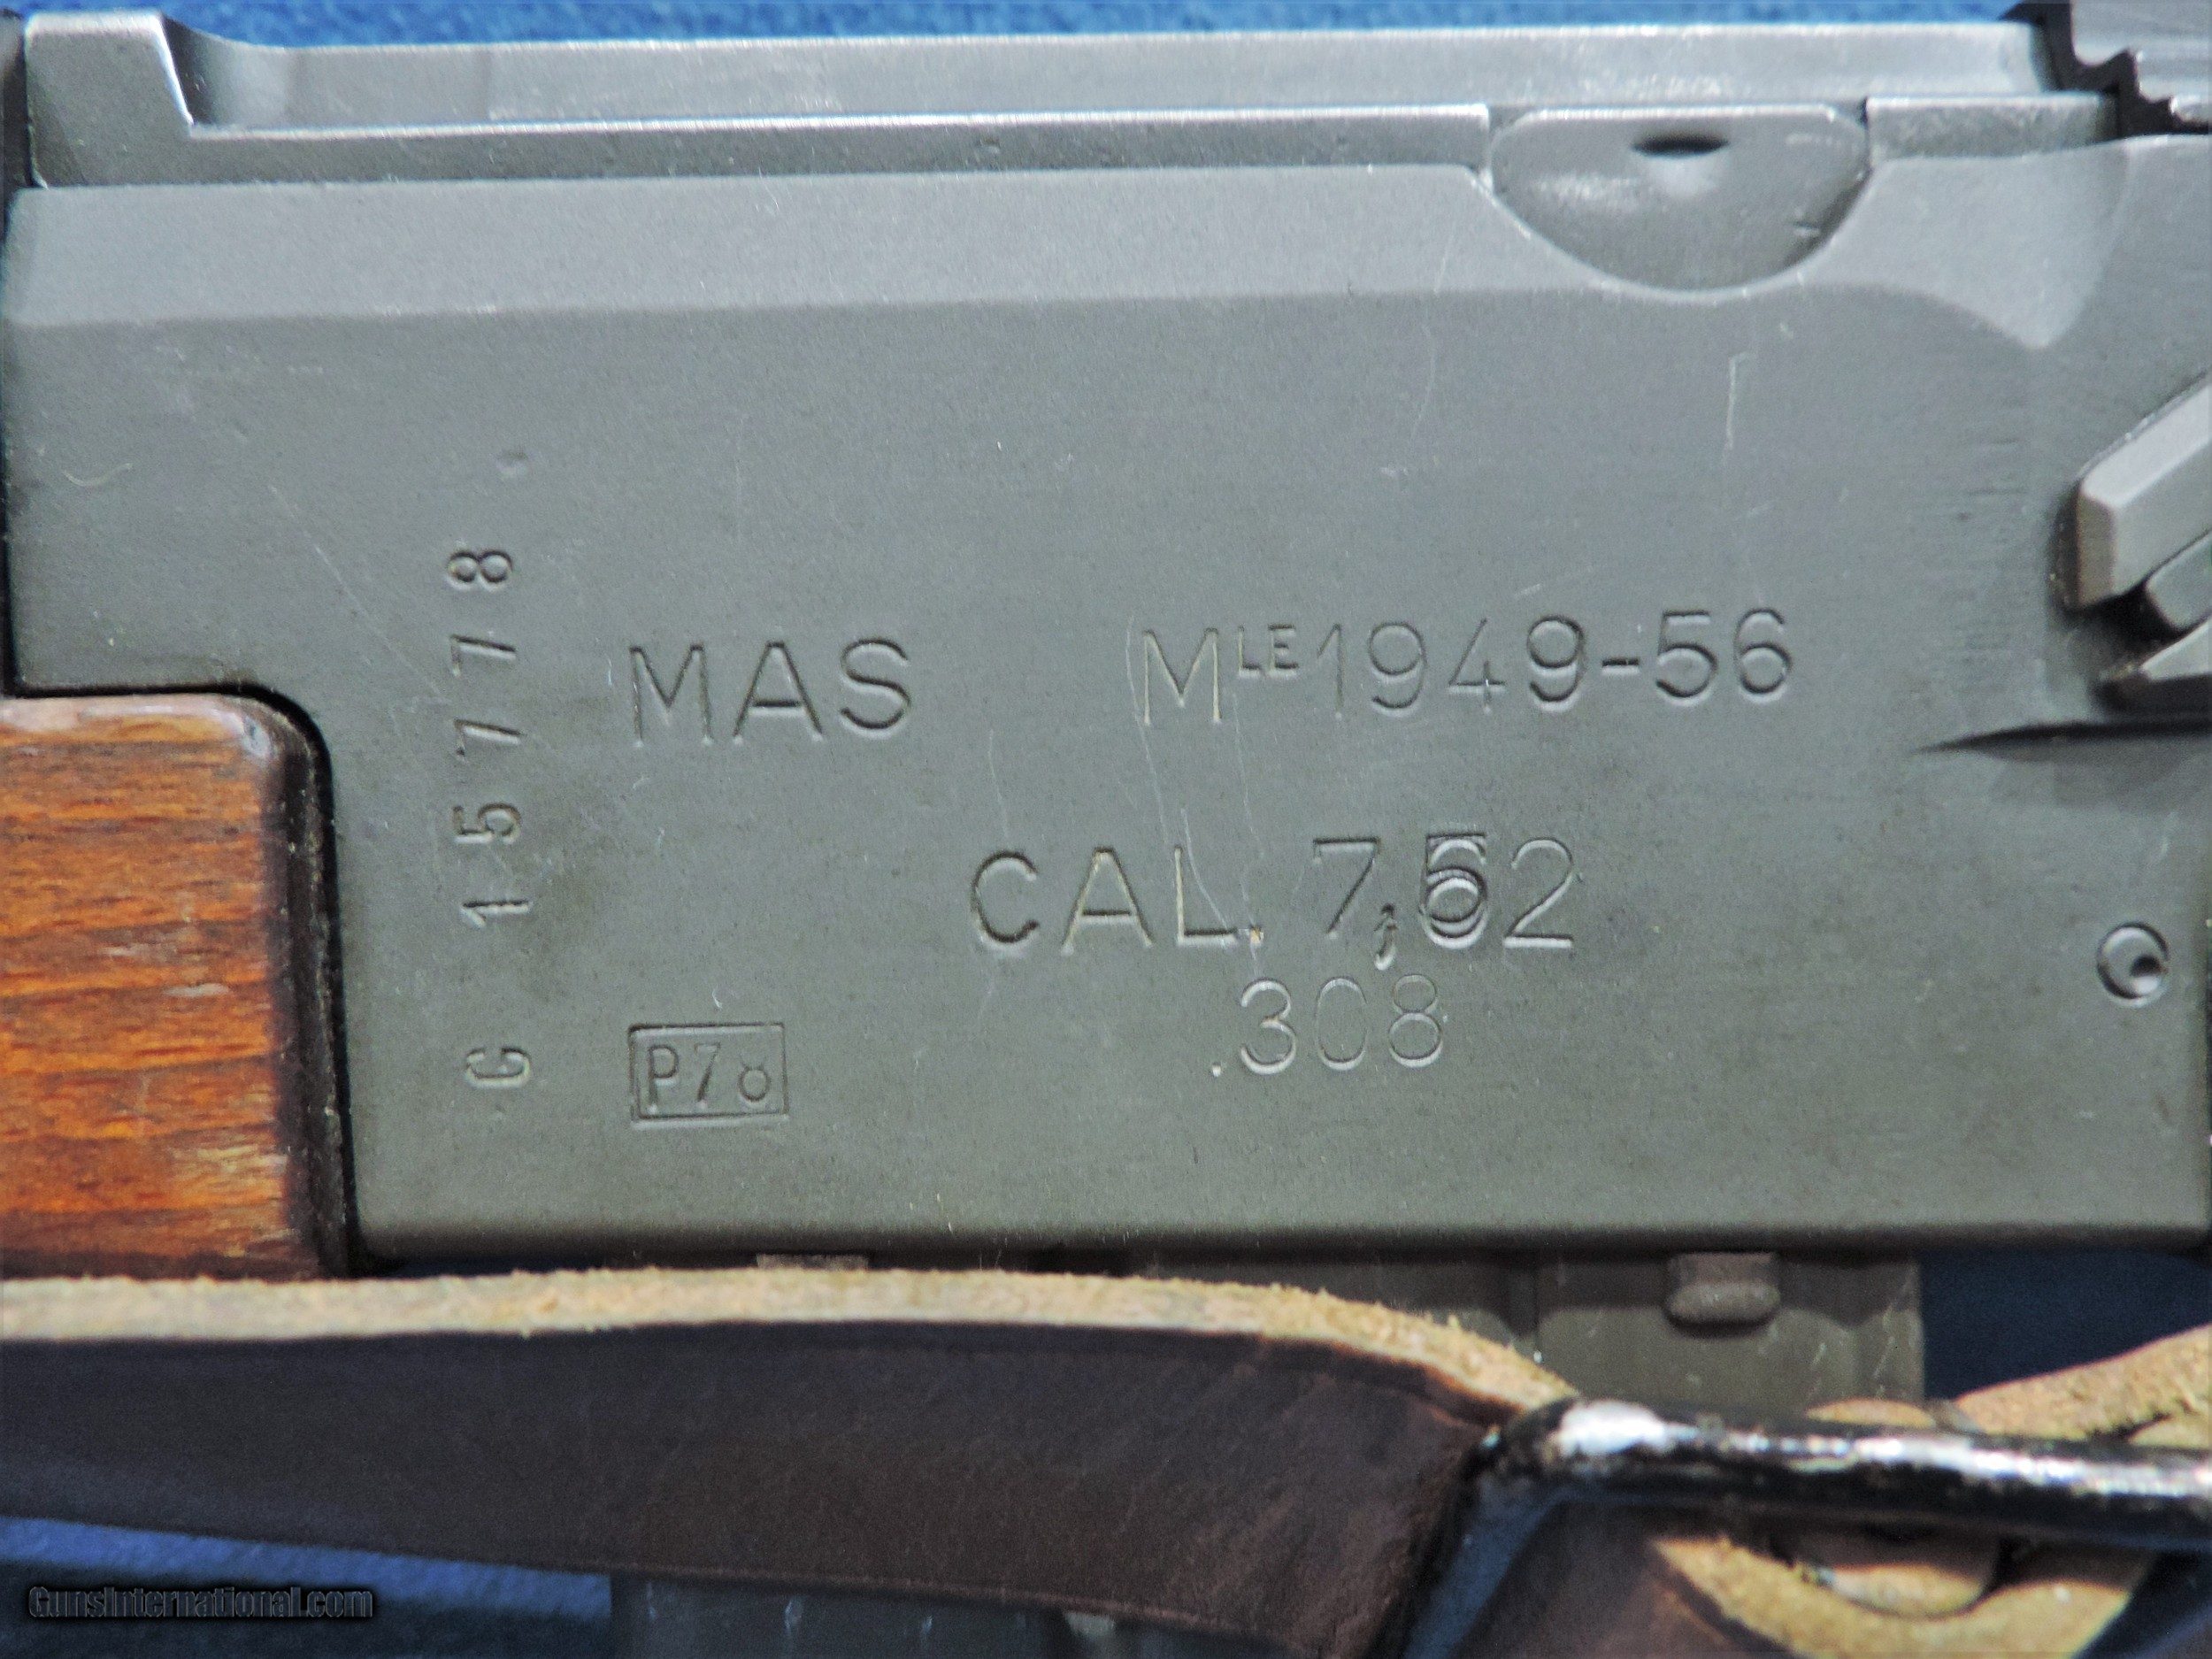 MAS MLE 1949-56
CAL. 7,62
.308
G 157778
P78
GunsInternational.com